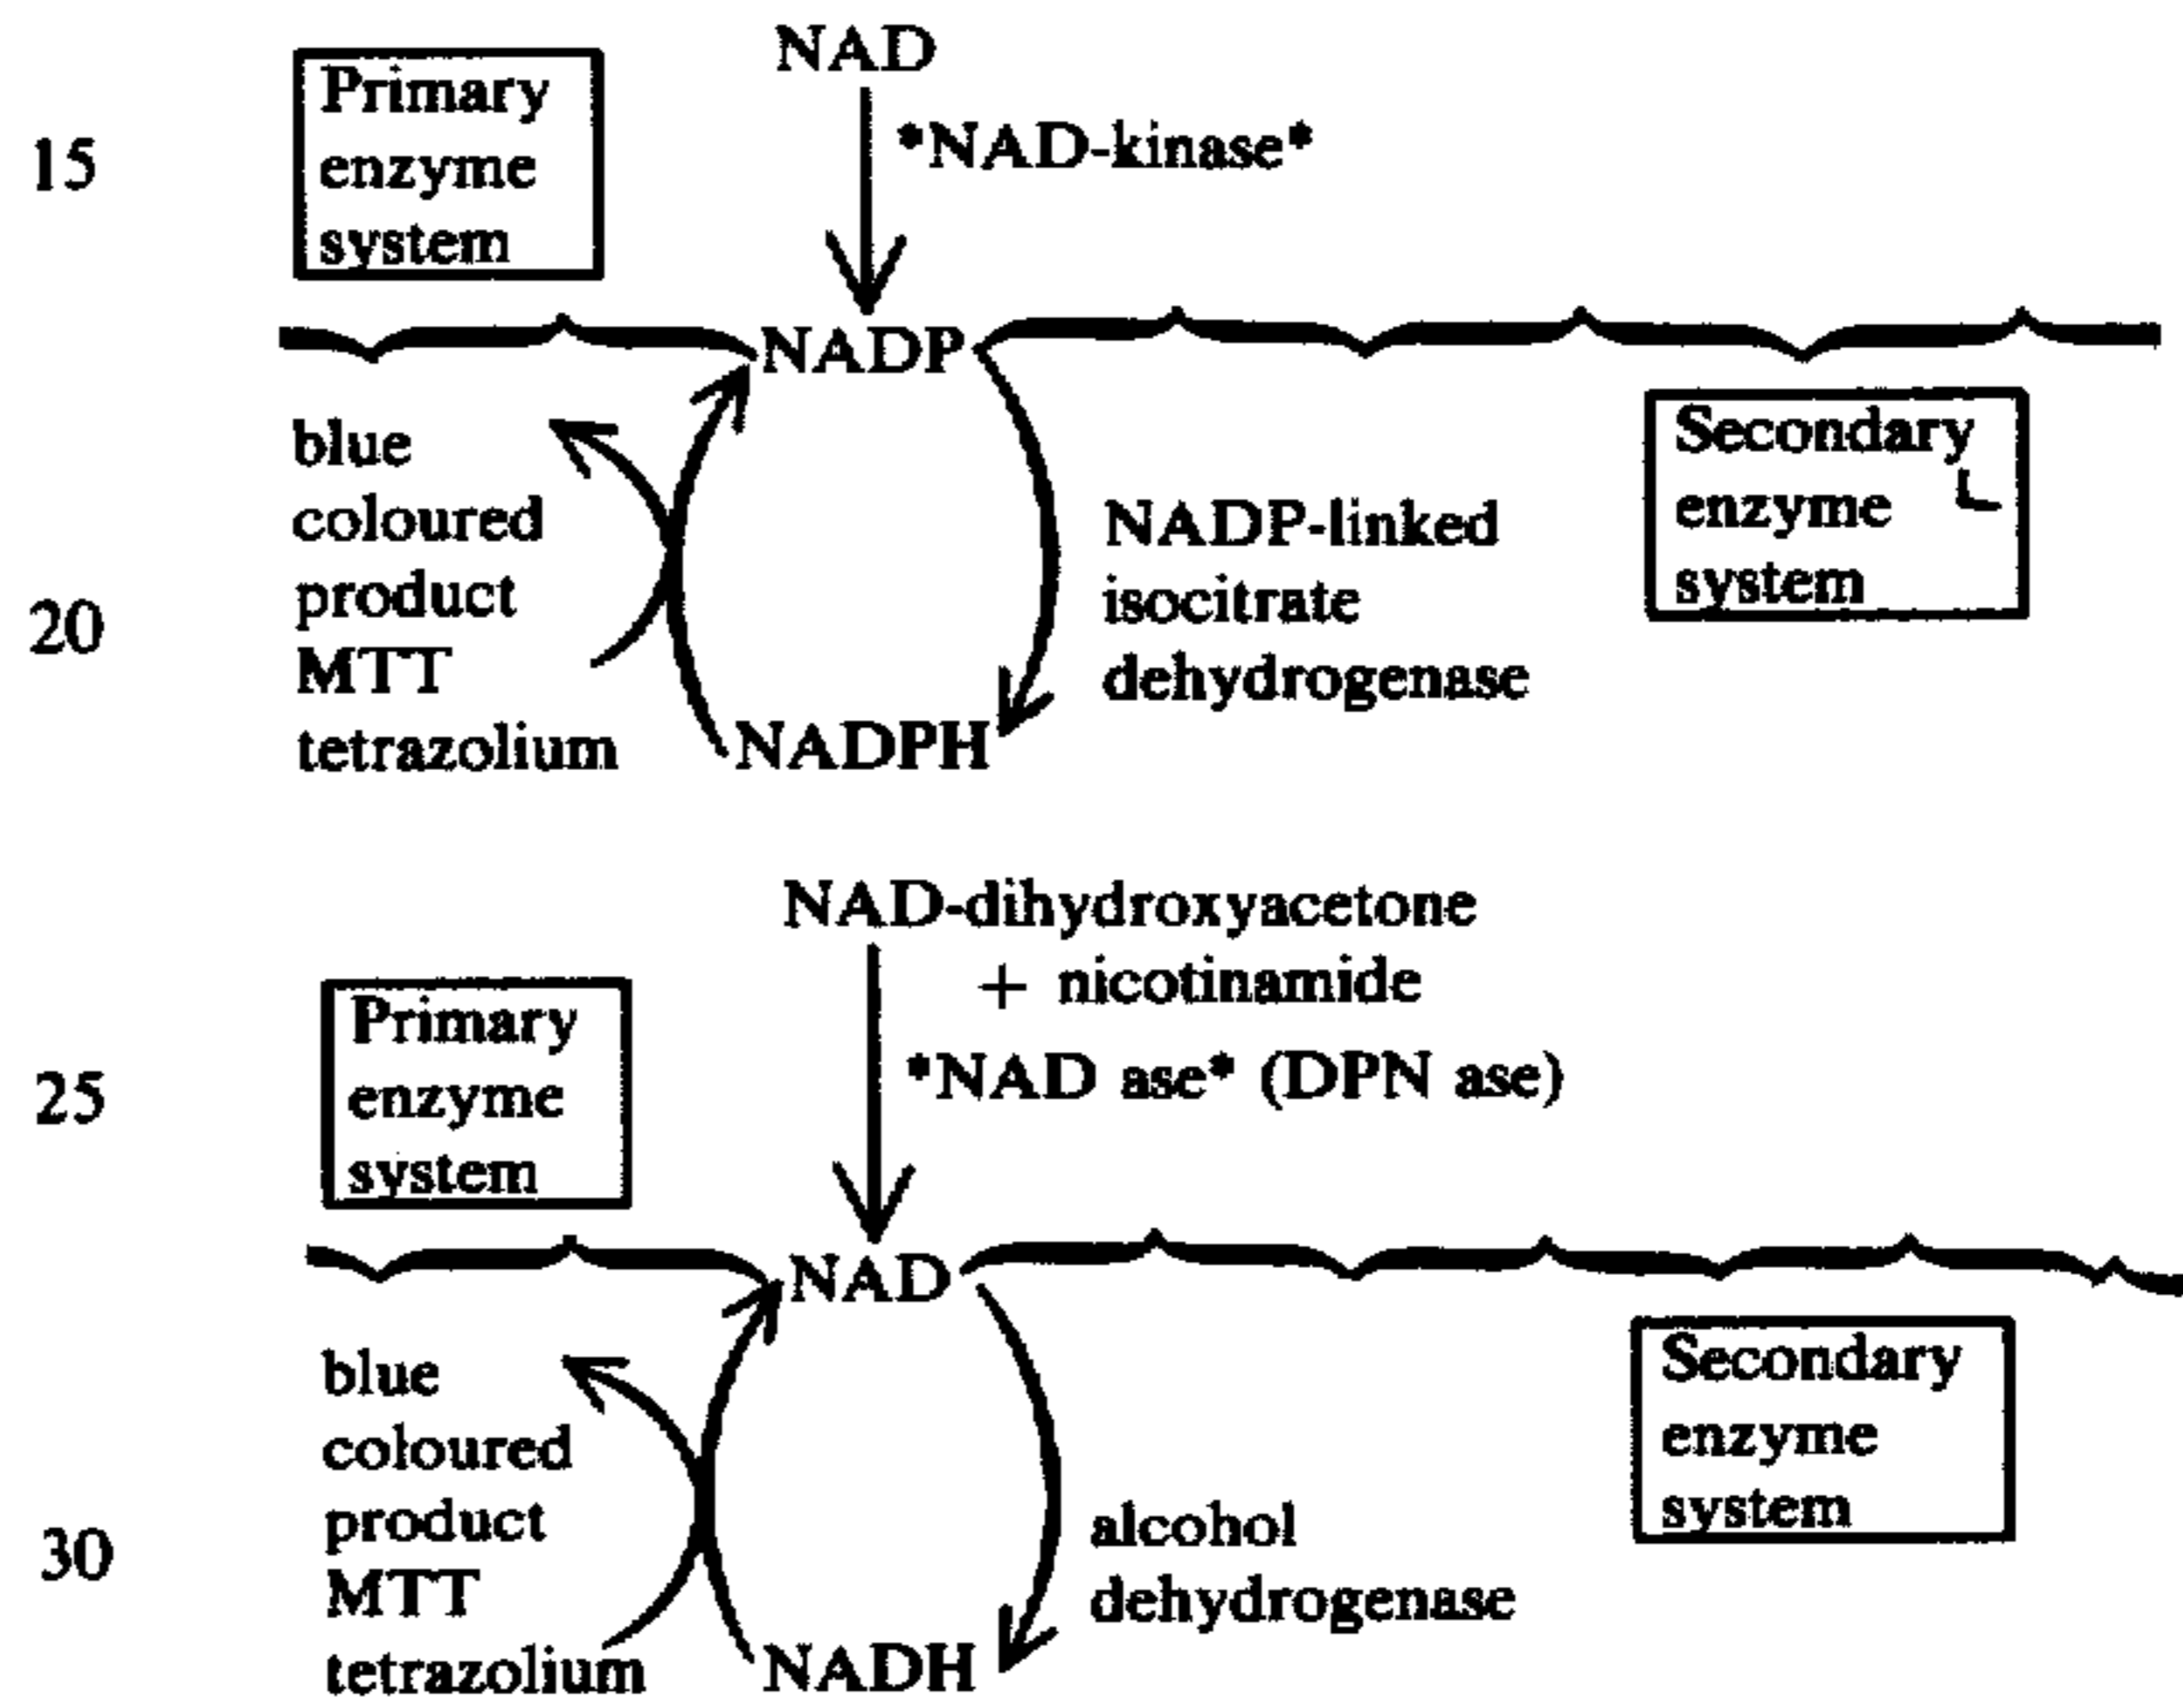 NAD
Primary
enzyme
system
15
*NAD-kinase*
NADP
blue
coloured
product
MTT
tetrazolium
20
NADPH
NADP-linked
isocitrate
dehydrogenase
Secondary
enzyme
system
NAD-dihydroxyacetone
+ nicotinamide
*NAD ase* (DPN ase)
Primary
enzyme
system
25
NAD
blue
coloured
product
MTT
tetrazolium
30
NADH
alcohol
dehydrogenase
Secondary
enzyme
system